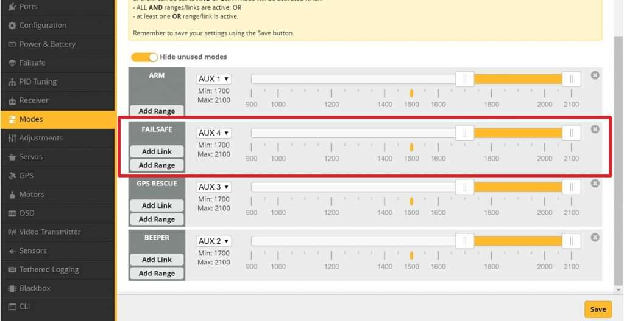 Ports
- ALL AND ranges/links are active; OR
Configuration
- at least one OR range/link is active.
Power & Battery
Remember to save your settings using the Save button.
Failsafe
Hide unused modes
PID Tuning
Receiver
Modes
Adjustments
Servos
GPS
Motors
OSD
Video Transmitter
Sensors
Tethered Logging
Blackbox
CLI
ARM
Add Range
AUX 1
Min: 1700
Max: 2100
900 1000 1200 1400 1500 1600 1800 2000 2100
FAILSAFE
Add Link
Add Range
AUX 4
Min: 1700
Max: 2100
900 1000 1200 1400 1500 1600 1800 2000 2100
GPS RESCUE
Add Link
Add Range
AUX 3
Min: 1700
Max: 2100
900 1000 1200 1400 1500 1600 1800 2000 2100
BEEPER
Add Link
Add Range
AUX 2
Min: 1700
Max: 2100
900 1000 1200 1400 1500 1600 1800 2000 2100
Save